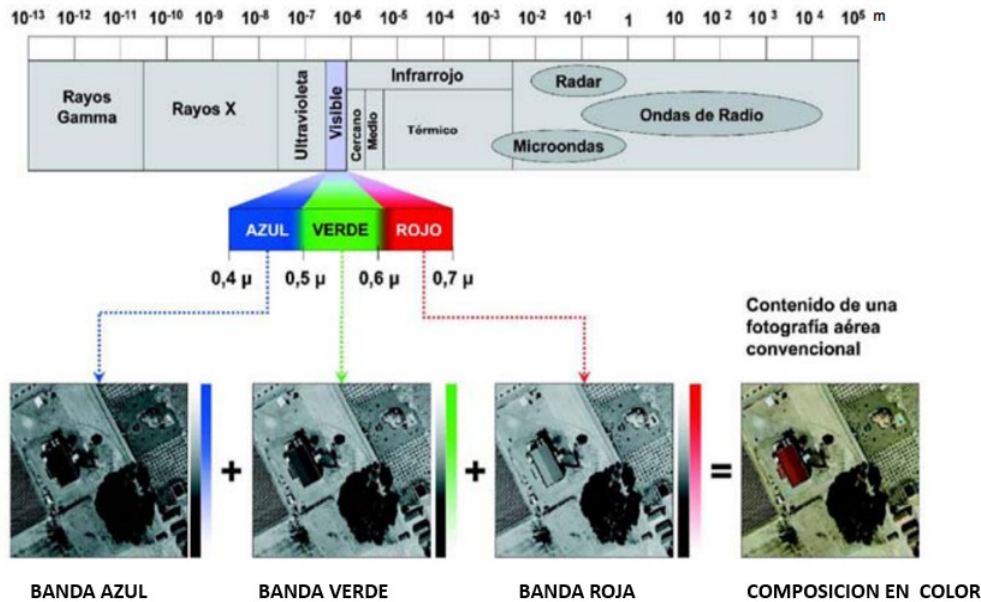 10-13 10-12 10-11 10-10 10-9 10-8 10-7 10-6 10-5 10-4 10-3 10-2 10-1 1 10 10 2 10 3 10 4 10 5 m
Rayos
Gamma
Rayos X
Ultravioleta
Visible
Infrarrojo
Cercano
Medio
Térmico
Radar
Ondas de Radio
Microondas
AZUL VERDE ROJO
0,4 µ 0,5 µ 0,6 µ 0,7 µ
Contenido de una
fotografía aérea
convencional
+ + =
BANDA AZUL BANDA VERDE BANDA ROJA COMPOSICION EN COLOR